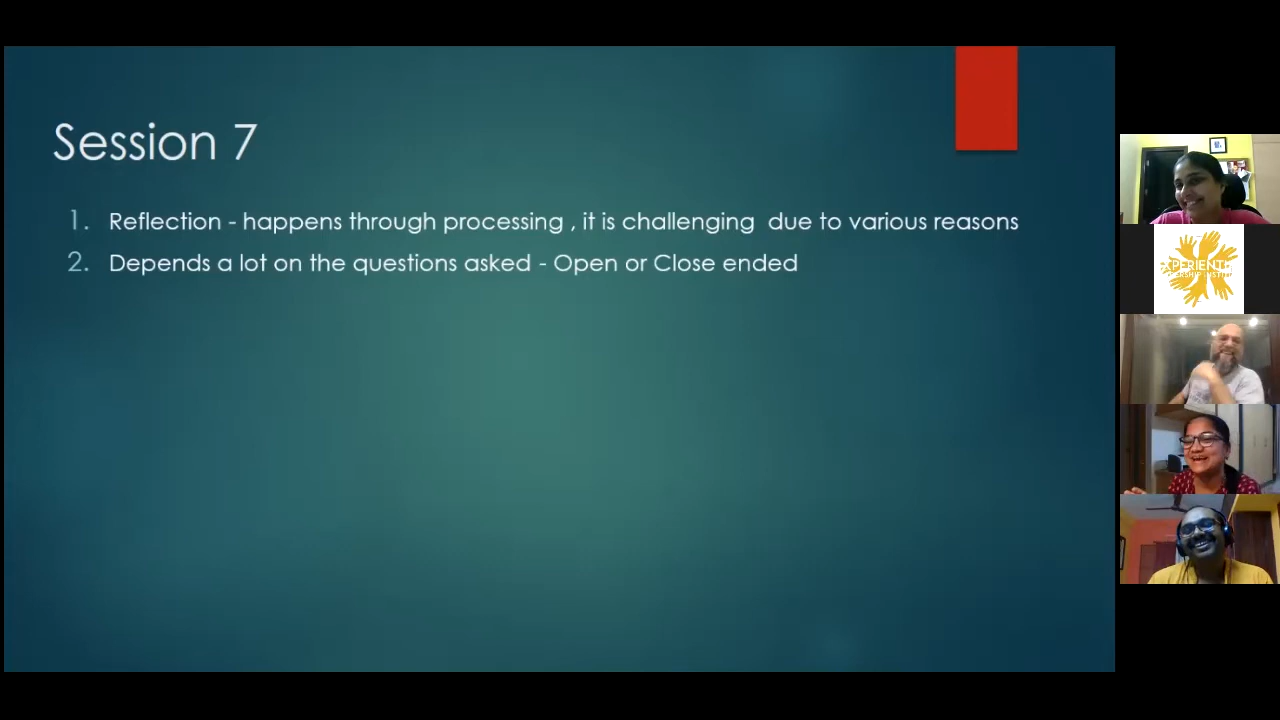 Session 7
1. Reflection - happens through processing , it is challenging  due to various reasons
2. Depends a lot on the questions asked - Open or Close ended